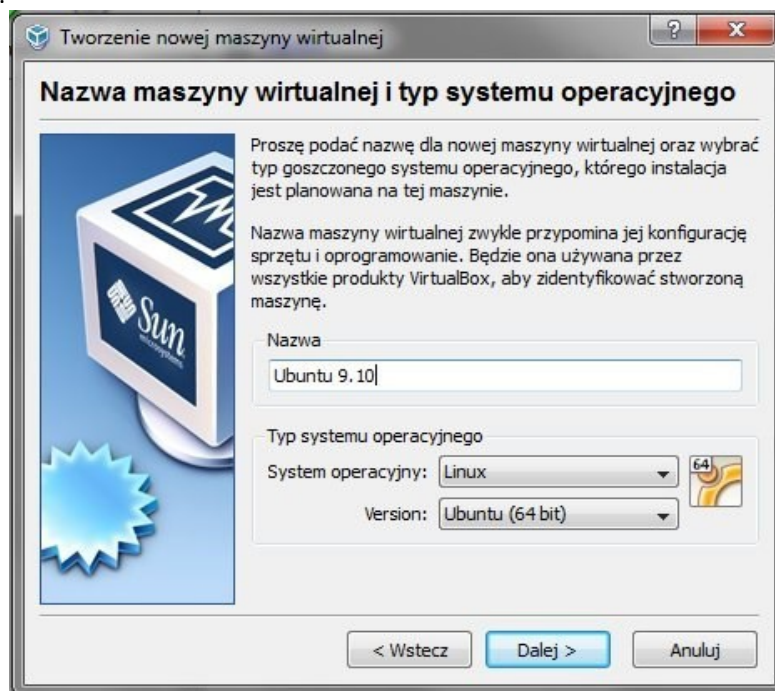 .
Tworzenie nowej maszyny wirtualnej
Nazwa maszyny wirtualnej i typ systemu operacyjnego
Proszę podać nazwę dla nowej maszyny wirtualnej oraz wybrać
typ goszczonego systemu operacyjnego, którego instalacja
jest planowana na tej maszynie.
Nazwa maszyny wirtualnej zwykle przypomina jej konfigurację
sprzętu i oprogramowanie. Będzie ona używana przez
wszystkie produkty VirtualBox, aby zidentyfikować stworzoną
maszynę.
Sun
microsystems
Nazwa
Ubuntu 9.10
Typ systemu operacyjnego
System operacyjny: Linux
64
Version: Ubuntu (64 bit)
< Wstecz Dalej > Anuluj